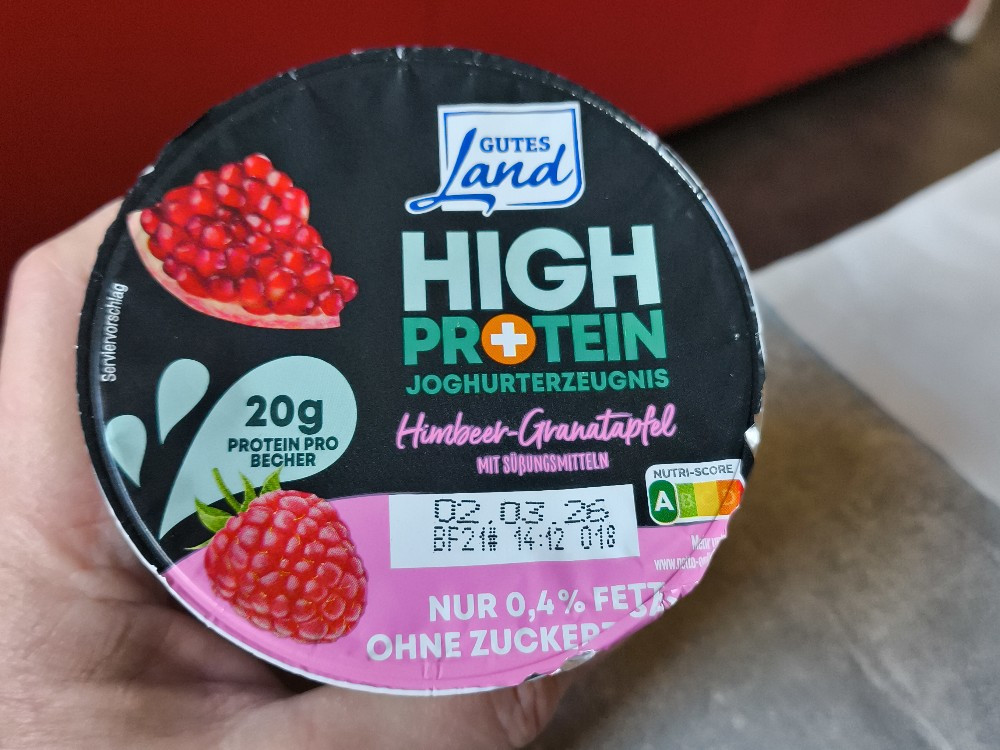 GUTES
Land
HIGH
PROTEIN
JOGHURTERZEUGNIS
Himbeer-Granatapfel
MIT SÜßUNGSMITTELN
Serviervorschlag
20g
PROTEIN PRO
BECHER
NUTRI-SCORE
A B
02.03.26
BF21# 14:12 018
Mehr
NUR 0,4% FETT
OHNE ZUCKER